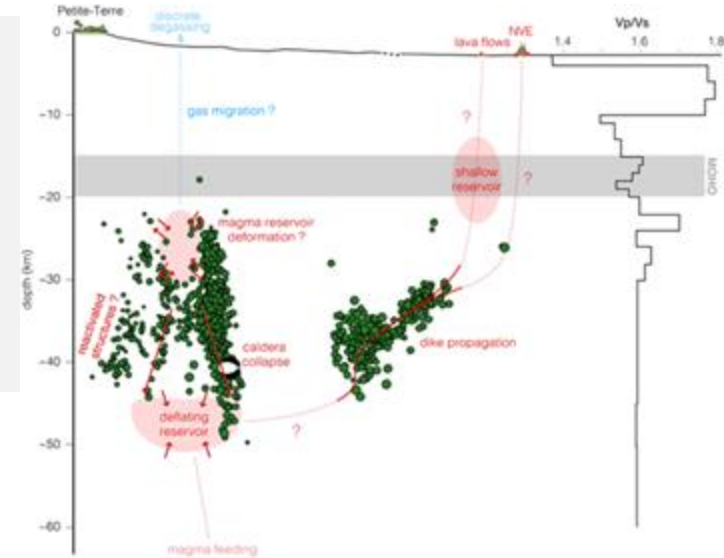 Petite-Terre
discrete
degassing
NVE
lava flows
Vp/Vs
1.4
1.6
1.8
0
gas migration ?
?
−10
shallow
reservoir
?
MOHO
−20
magma reservoir
deformation ?
depth (km)
−30
reactivated
structures ?
caldera
collapse
dike propagation
−40
deflating
reservoir
?
−50
−60
magma feeding